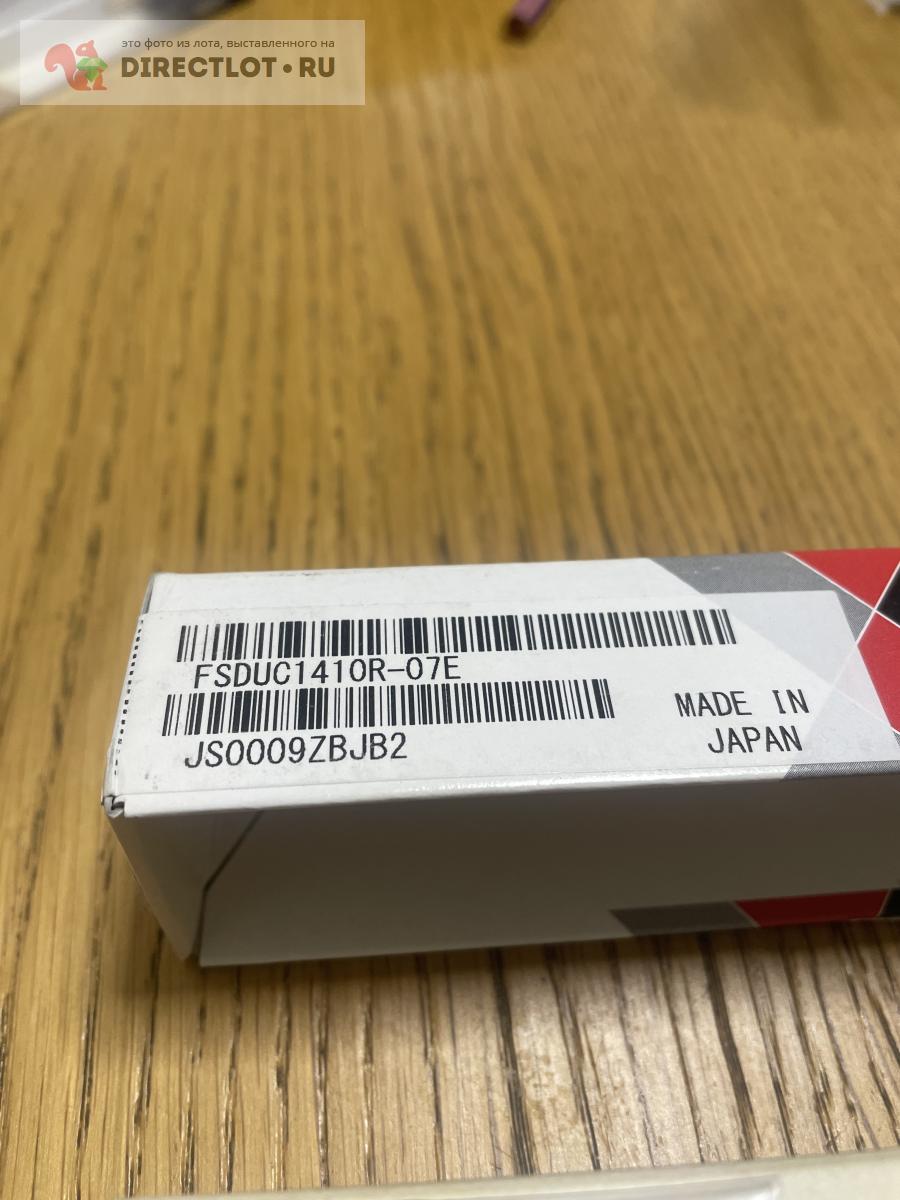 это фото из лота, выставленного на
DIRECTLOT•RU
FSDUC1410R-07E
JS0009ZBJB2
MADE IN
JAPAN